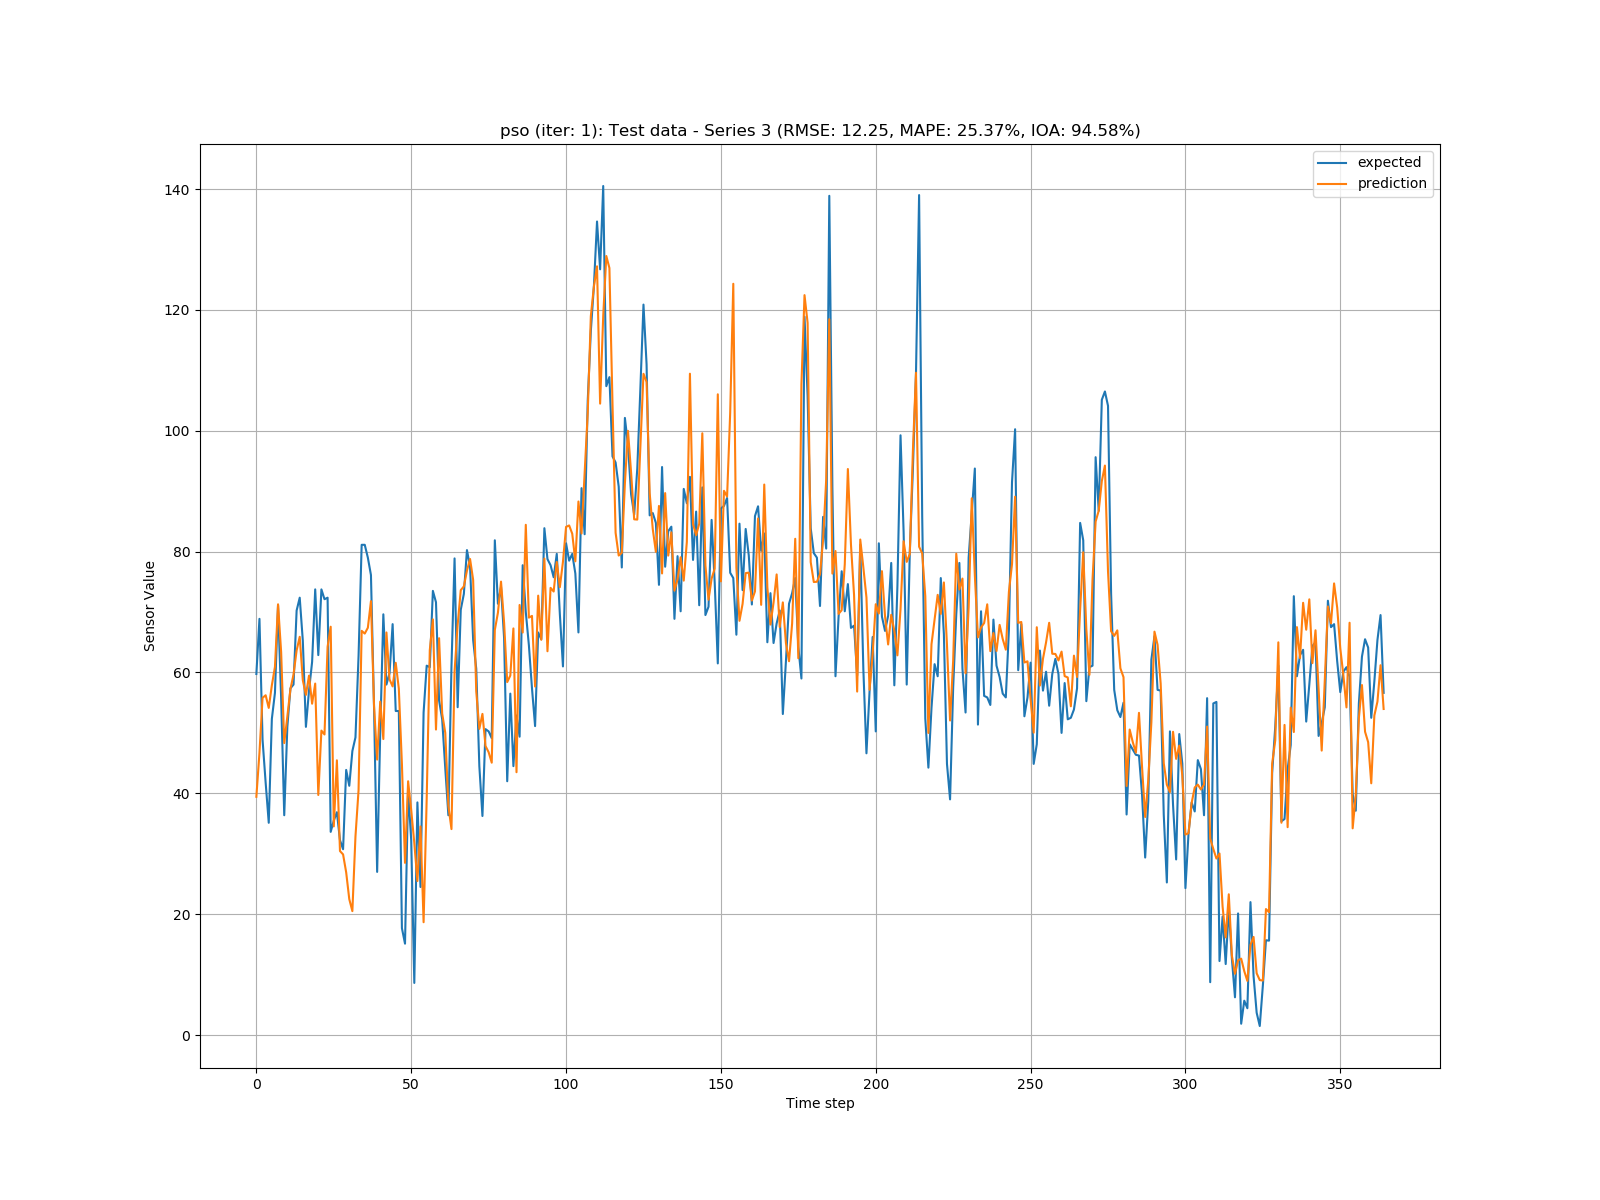 pso (iter: 1): Test data - Series 3 (RMSE: 12.25, MAPE: 25.37%, IOA: 94.58%)
expected
prediction
140
120
100
80
60
40
20
0
Sensor Value
0 50 100 150 200 250 300 350
Time step